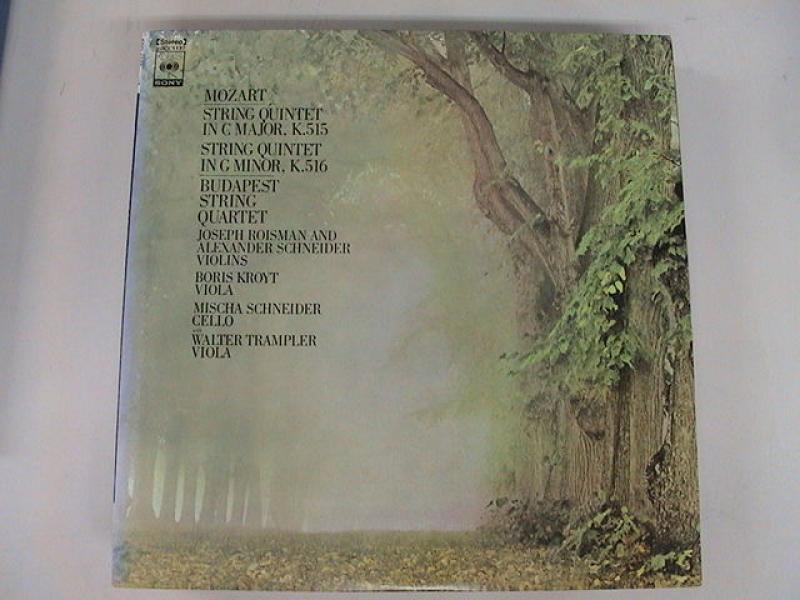 [Stereo]
SONY
MOZART
STRING QUINTET
IN C MAJOR, K.515
STRING QUINTET
IN G MINOR, K.516
BUDAPEST
STRING
QUARTET
JOSEPH ROISMAN AND
ALEXANDER SCHNEIDER
VIOLINS
BORIS KROYT
VIOLA
MISCHA SCHNEIDER
CELLO
with
WALTER TRAMPLER
VIOLA